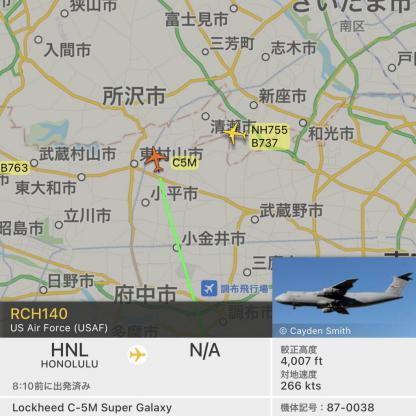 狭山市
富士見市
さいたま市
南区
入間市
三芳町
志木市
所沢市
新座市
清瀬市
和光市
NH755
B737
B763
武蔵村山市
東村山市
C5M
東大和市
小平市
立川市
武蔵野市
昭島市
小金井市
日野市
調布飛行場
府中市
調布市
多摩市
RCH140
US Air Force (USAF)
© Cayden Smith
HNL
HONOLULU
N/A
較正高度
4,007 ft
対地速度
266 kts
8:10前に出発済み
Lockheed C-5M Super Galaxy
機体記号：87-0038